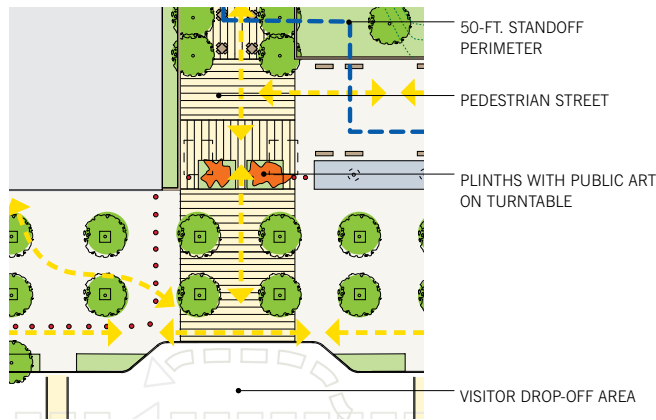 50-FT. STANDOFF
PERIMETER
PEDESTRIAN STREET
PLINTHS WITH PUBLIC ART
ON TURNTABLE
VISITOR DROP-OFF AREA